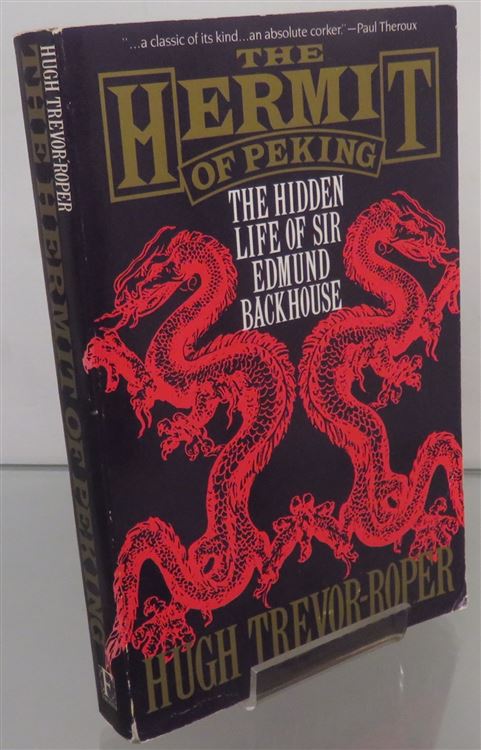 "...a classic of its kind...an absolute corker."—Paul Theroux
THE
HERMIT
OF PEKING
THE HIDDEN
LIFE OF SIR
EDMUND
BACKHOUSE
HUGH TREVOR-ROPER
HUGH TREVOR-ROPER
THE HERMIT OF PEKING
F